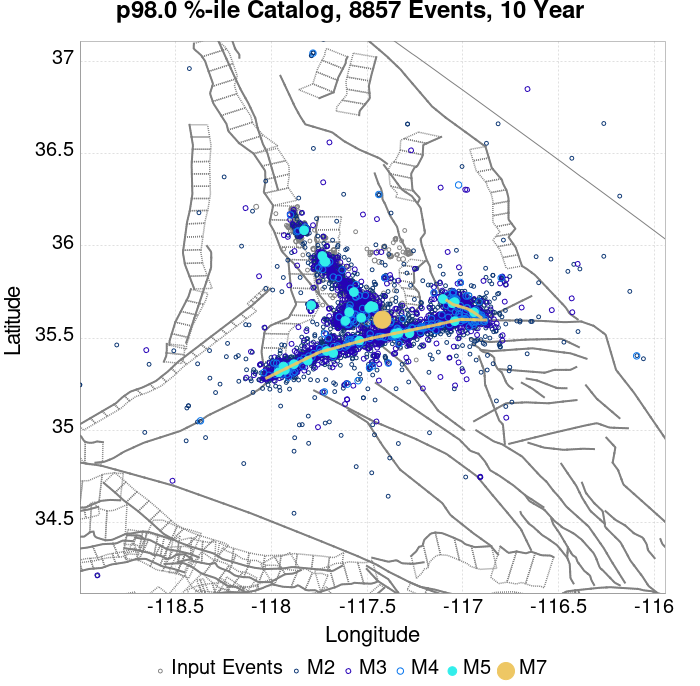 p98.0 %-ile Catalog, 8857 Events, 10 Year
37
36.5
36
35.5
35
34.5
Latitude
-118.5 -118 -117.5 -117 -116.5 -116
Longitude
Input Events M2 M3 M4 M5 M7